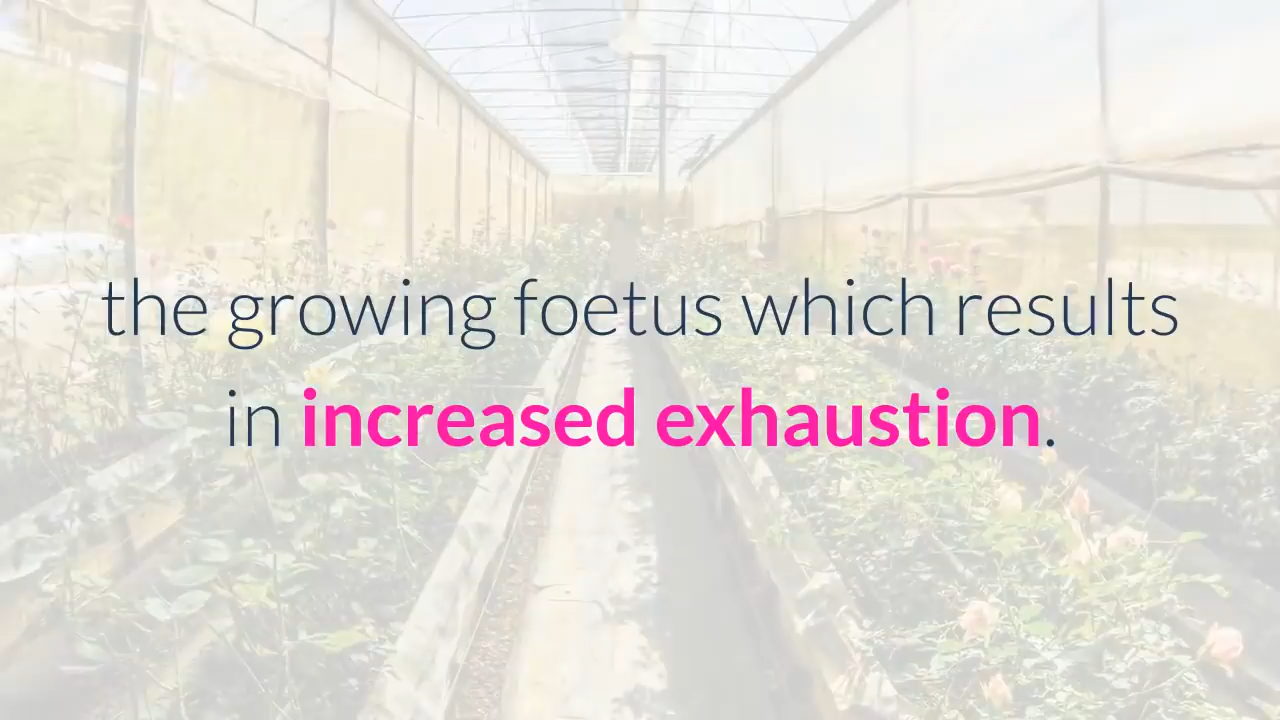 the growing foetus which results
in increased exhaustion.